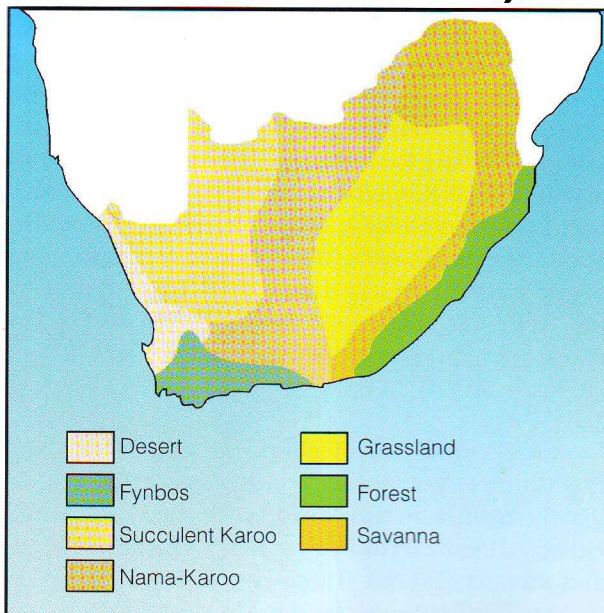 Desert
Fynbos
Succulent Karoo
Nama-Karoo
Grassland
Forest
Savanna